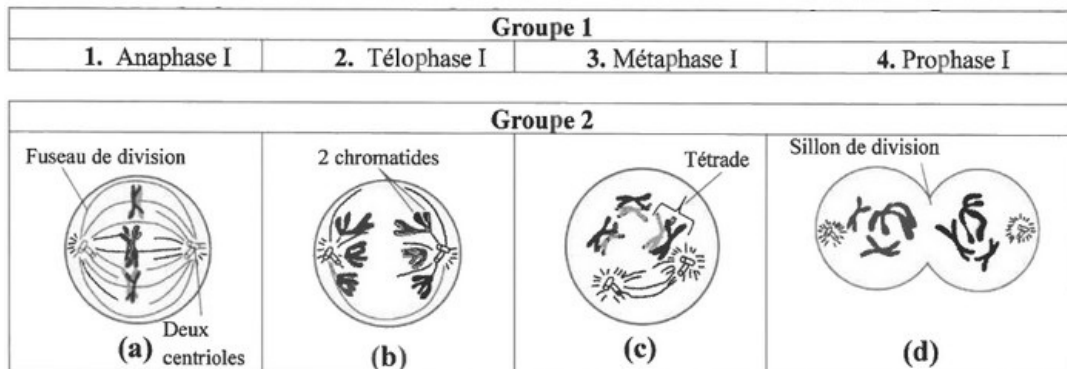 Groupe 1
1. Anaphase I 2. Télophase I 3. Métaphase I 4. Prophase I
Groupe 2
Fuseau de division
Deux centrioles
(a)
2 chromatides
(b)
Tétrade
(c)
Sillon de division
(d)